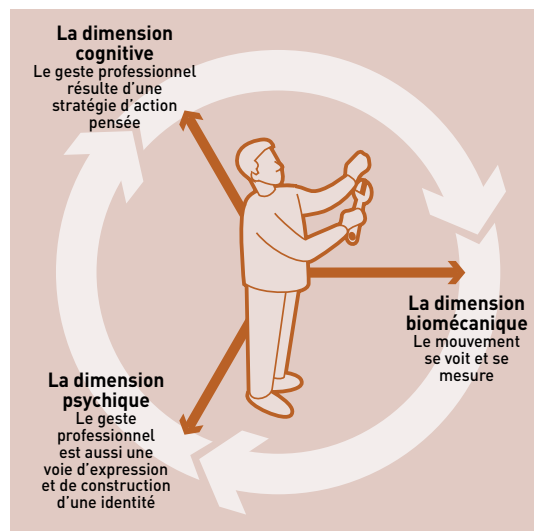 La dimension
cognitive
Le geste professionnel
résulte d’une
stratégie d’action
pensée
La dimension
biomécanique
Le mouvement
se voit et se
mesure
La dimension
psychique
Le geste
professionnel
est aussi une
voie d’expression
et de construction
d’une identité